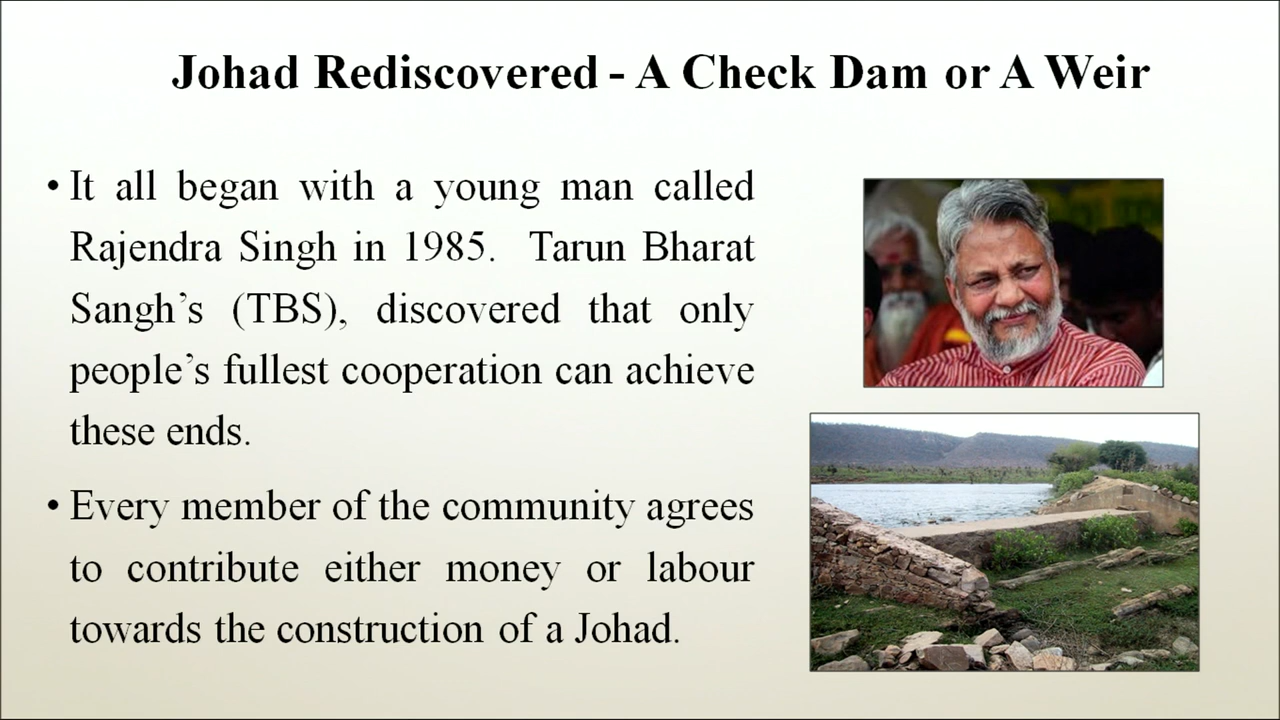 Johad Rediscovered - A Check Dam or A Weir
• It all began with a young man called
Rajendra Singh in 1985. Tarun Bharat
Sangh’s (TBS), discovered that only
people’s fullest cooperation can achieve
these ends.
• Every member of the community agrees
to contribute either money or labour
towards the construction of a Johad.